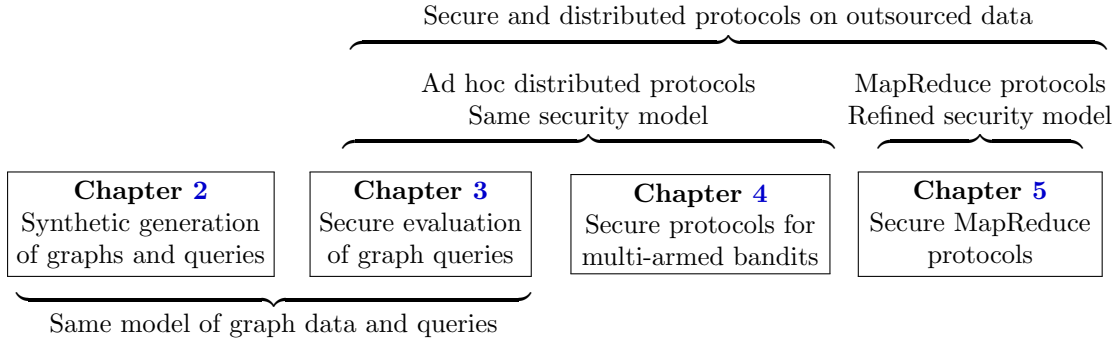 Secure and distributed protocols on outsourced data
Ad hoc distributed protocols
Same security model
MapReduce protocols
Refined security model
Chapter 2
Synthetic generation
of graphs and queries
Chapter 3
Secure evaluation
of graph queries
Chapter 4
Secure protocols for
multi-armed bandits
Chapter 5
Secure MapReduce
protocols
Same model of graph data and queries